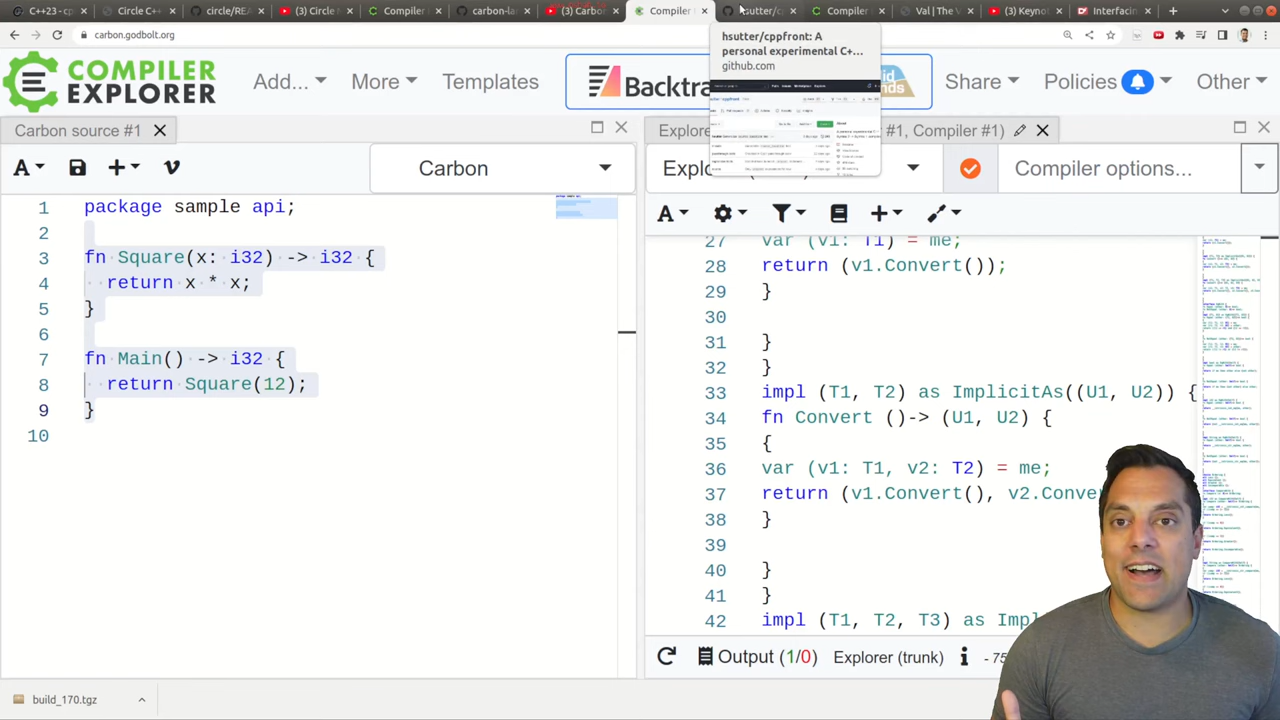 C++23 - cp
Circle C+
circle/REA
(3) Circle I
Compiler
carbon-la
(3) Carbon
Compiler
hsutter/cp
Compiler
Val | The V
(3) Keyno
Interfacin
carbon.godbolt.org
hsutter/cppfront: A
personal experimental C+...
github.com
COMPILER
EXPLORER
Add...
More
Templates
Backtra
Share
Policies
Other
Carbon
#1, Compiler #1)
A
Carbon
Compiler options...
A
1 package sample api;
2
3 fn Square(x: i32) -> i32 {
4 return x * x;
5 }
6
7 fn Main() -> i32 {
8 return Square(12);
9 }
10
27 var (v1: T1) = me
28 return (v1.Conver
);
29 }
30
31 }
32 }
33 impl (T1, T2) as ImplicitAs((U1, U2)) {
34 fn Convert ()-> (U1, U2) {
35 {
36 var (v1: T1, v2: T2) = me;
37 return (v1.Convert(), v2.Conve
38 }
39
40 }
41 }
42 impl (T1, T2, T3) as Imp
Output (1/0) Explorer (trunk) i - 75
build_170.tgz